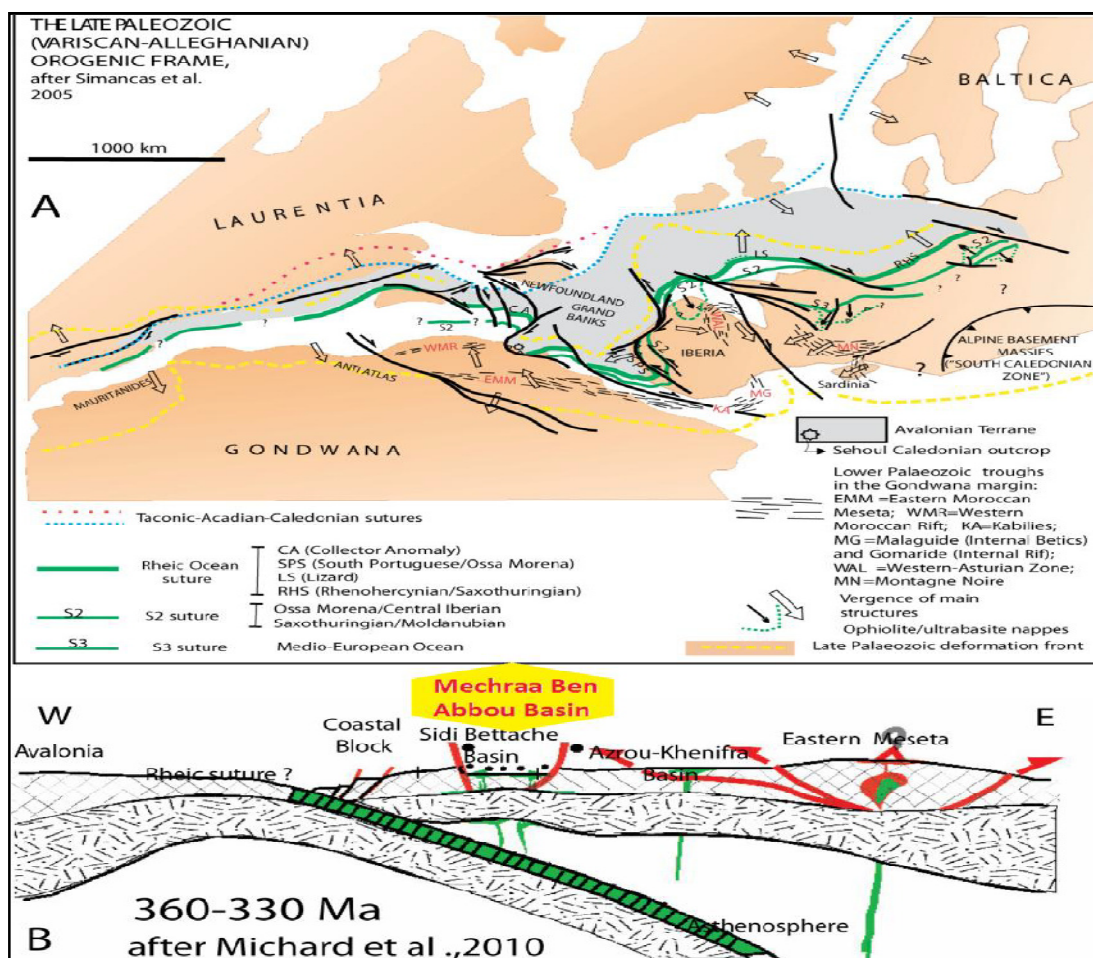 THE LATE PALEOZOIC
(VARISCAN-ALLEGHANIAN)
OROGENIC FRAME,
after Simancas et al.
2005
1000 km
A
BALTICA
LAURENTIA
NEWFOUNDLAND
GRAND
BANKS
LS
S2
RHS
S2
S2
S3
?
?
?
?
CA
?
S2
?
?
?
WMR
EMM
ANTI ATLAS
MAURITANIDES
GONDWANA
SPS
S2
WAL
IBERIA
MN
Sardinia
MG
KA
?
?
ALPINE BASEMENT
MASSIES
("SOUTH CALEDONIAN
ZONE")
Avalonian Terrane
Sehoul Caledonian outcrop
Lower Palaeozoic troughs
in the Gondwana margin:
EMM =Eastern Moroccan
Meseta; WMR=Western
Moroccan Rift; KA=Kabilies;
MG =Malaguide (Internal Betics)
and Gomaride (Internal Rif);
WAL =Western-Asturian Zone;
MN=Montagne Noire
Vergence of main
structures
Ophiolite/ultrabasite nappes
Late Palaeozoic deformation front
Taconic-Acadian-Caledonian sutures
Rheic Ocean
suture
CA (Collector Anomaly)
SPS (South Portuguese/Ossa Morena)
LS (Lizard)
RHS (Rhenohercynian/Saxothuringian)
S2
S2 suture
Ossa Morena/Central Iberian
Saxothuringian/Moldanubian
S3
S3 suture
Medio-European Ocean
Mechraa Ben
Abbou Basin
W
E
Avalonia
Coastal
Block
Sidi Bettache
Basin
Azrou-Khenifra
Basin
Eastern Meseta
Rheic suture ?
Asthenosphere
360-330 Ma
after Michard et al .,2010
B